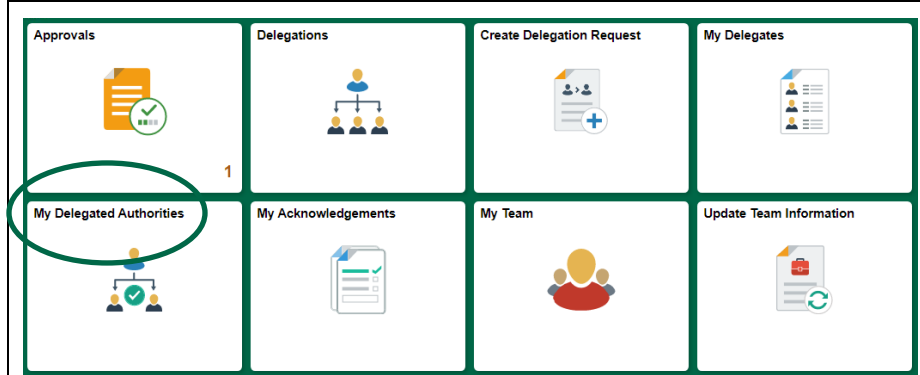 Approvals
Delegations
Create Delegation Request
My Delegates
1
My Delegated Authorities
My Acknowledgements
My Team
Update Team Information